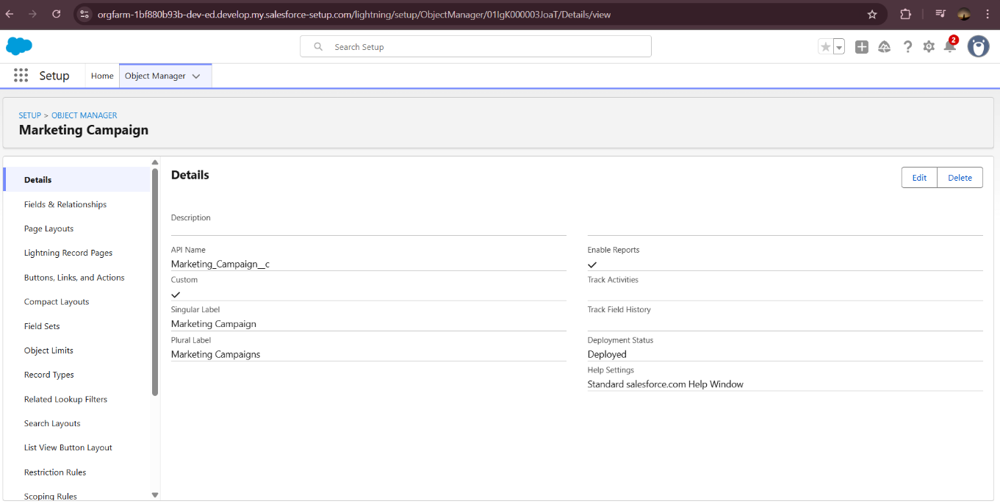 orgfarm-1bf880b93b-dev-ed.develop.my.salesforce-setup.com/lightning/setup/ObjectManager/01IgK000003JoaT/Details/view
Search Setup
2
Setup
Home
Object Manager
SETUP > OBJECT MANAGER
Marketing Campaign
Details
Fields & Relationships
Page Layouts
Lightning Record Pages
Buttons, Links, and Actions
Compact Layouts
Field Sets
Object Limits
Record Types
Related Lookup Filters
Search Layouts
List View Button Layout
Restriction Rules
Scoping Rules
Details
Edit
Delete
Description
API Name
Marketing_Campaign__c
Custom
Singular Label
Marketing Campaign
Plural Label
Marketing Campaigns
Enable Reports
Track Activities
Track Field History
Deployment Status
Deployed
Help Settings
Standard salesforce.com Help Window